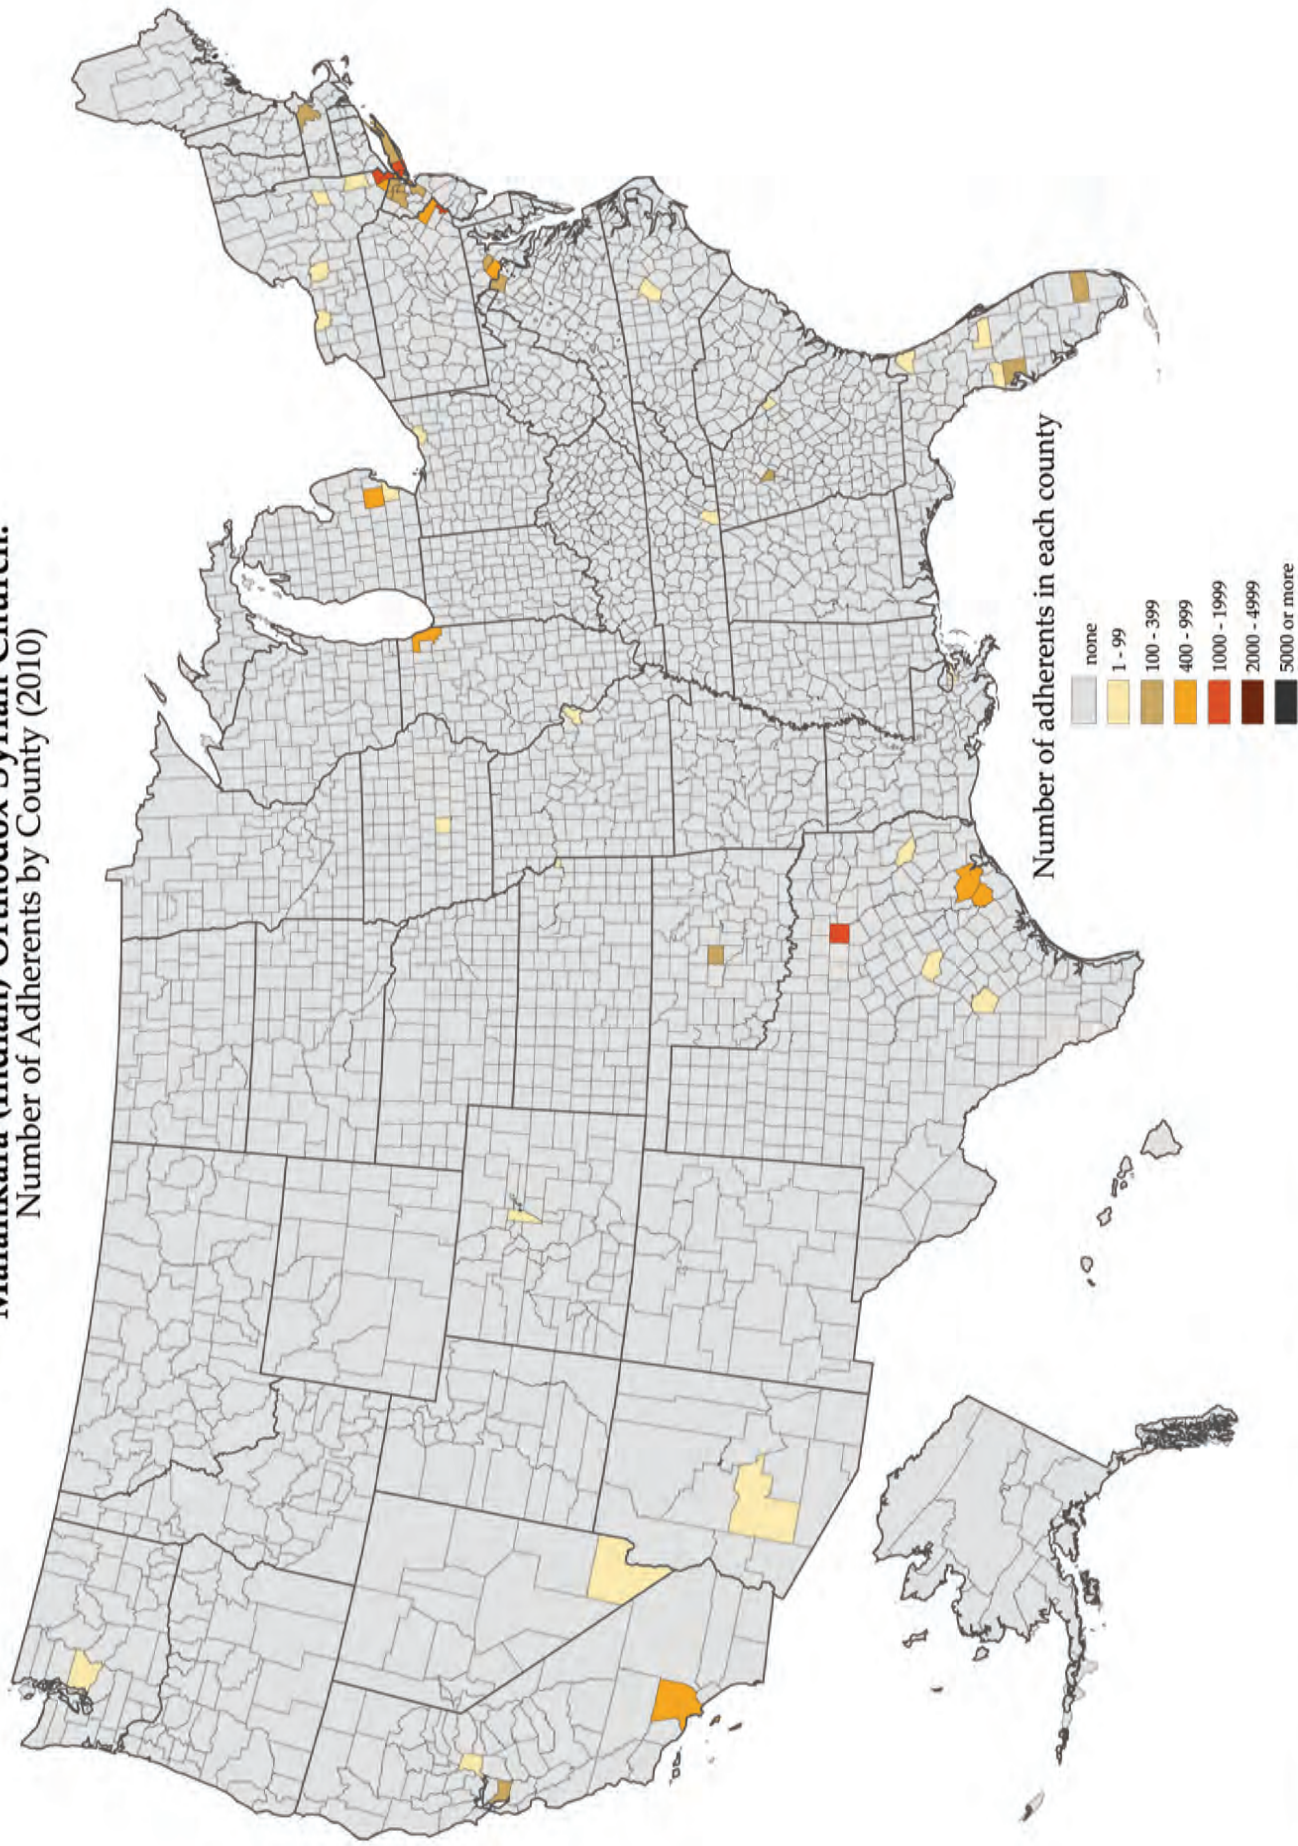 Malankara (Indian) Orthodox Syrian Church:
Number of Adherents by County (2010)
Number of adherents in each county
none
1 - 99
100 - 399
400 - 999
1000 - 1999
2000 - 4999
5000 or more